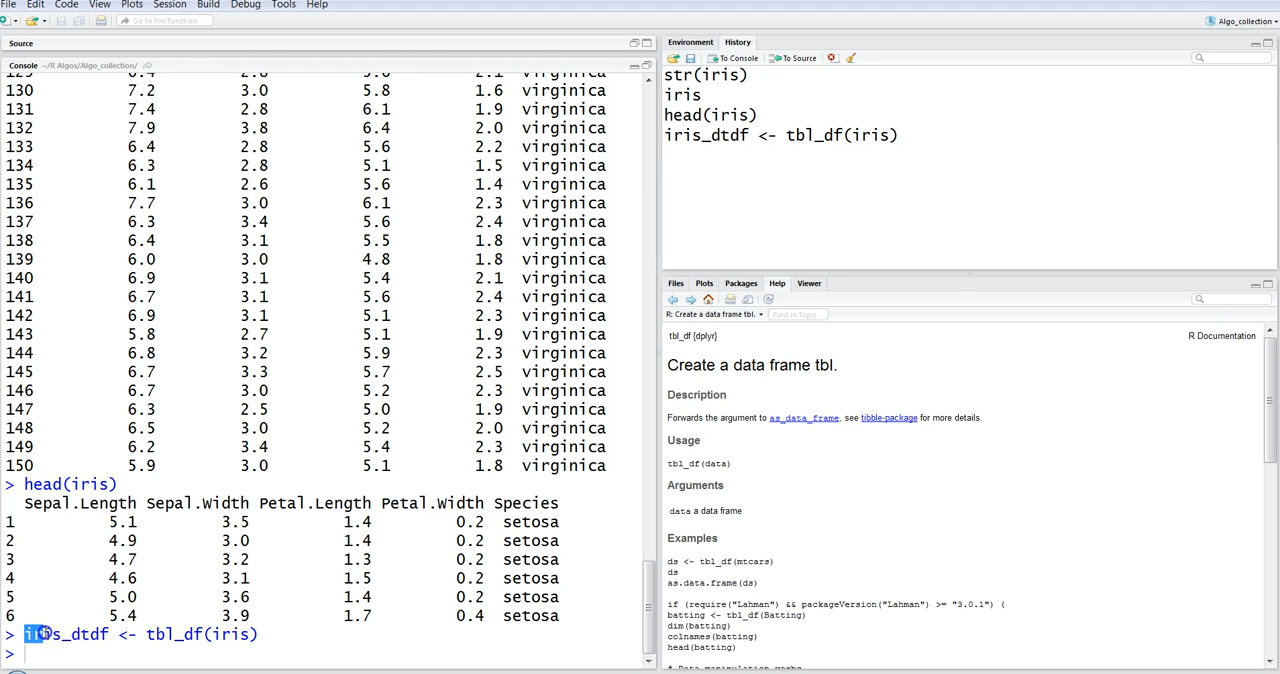 File Edit Code View Plots Session Build Debug Tools Help
Go to file/function
Algo_collection
Source
Console ~/R Algos/Algo_collection/
129 6.4 2.8 5.6 2.1 virginica
130 7.2 3.0 5.8 1.6 virginica
131 7.4 2.8 6.1 1.9 virginica
132 7.9 3.8 6.4 2.0 virginica
133 6.4 2.8 5.6 2.2 virginica
134 6.3 2.8 5.1 1.5 virginica
135 6.1 2.6 5.6 1.4 virginica
136 7.7 3.0 6.1 2.3 virginica
137 6.3 3.4 5.6 2.4 virginica
138 6.4 3.1 5.5 1.8 virginica
139 6.0 3.0 4.8 1.8 virginica
140 6.9 3.1 5.4 2.1 virginica
141 6.7 3.1 5.6 2.4 virginica
142 6.9 3.1 5.1 2.3 virginica
143 5.8 2.7 5.1 1.9 virginica
144 6.8 3.2 5.9 2.3 virginica
145 6.7 3.3 5.7 2.5 virginica
146 6.7 3.0 5.2 2.3 virginica
147 6.3 2.5 5.0 1.9 virginica
148 6.5 3.0 5.2 2.0 virginica
149 6.2 3.4 5.4 2.3 virginica
150 5.9 3.0 5.1 1.8 virginica
> head(iris)
Sepal.Length Sepal.Width Petal.Length Petal.Width Species
1 5.1 3.5 1.4 0.2 setosa
2 4.9 3.0 1.4 0.2 setosa
3 4.7 3.2 1.3 0.2 setosa
4 4.6 3.1 1.5 0.2 setosa
5 5.0 3.6 1.4 0.2 setosa
6 5.4 3.9 1.7 0.4 setosa
> iris_dtdf <- tbl_df(iris)
>
Environment History
To Console To Source
str(iris)
iris
head(iris)
iris_dtdf <- tbl_df(iris)
Files Plots Packages Help Viewer
R: Create a data frame tbl. Find in Topic
tbl_df {dplyr} R Documentation
Create a data frame tbl.
Description
Forwards the argument to as_data_frame, see tibble-package for more details.
Usage
tbl_df(data)
Arguments
data a data frame
Examples
ds <- tbl_df(mtcars)
ds
as.data.frame(ds)
if (require("Lahman") && packageVersion("Lahman") >= "3.0.1") {
batting <- tbl_df(Batting)
dim(batting)
colnames(batting)
head(batting)
# Data manipulation verbs